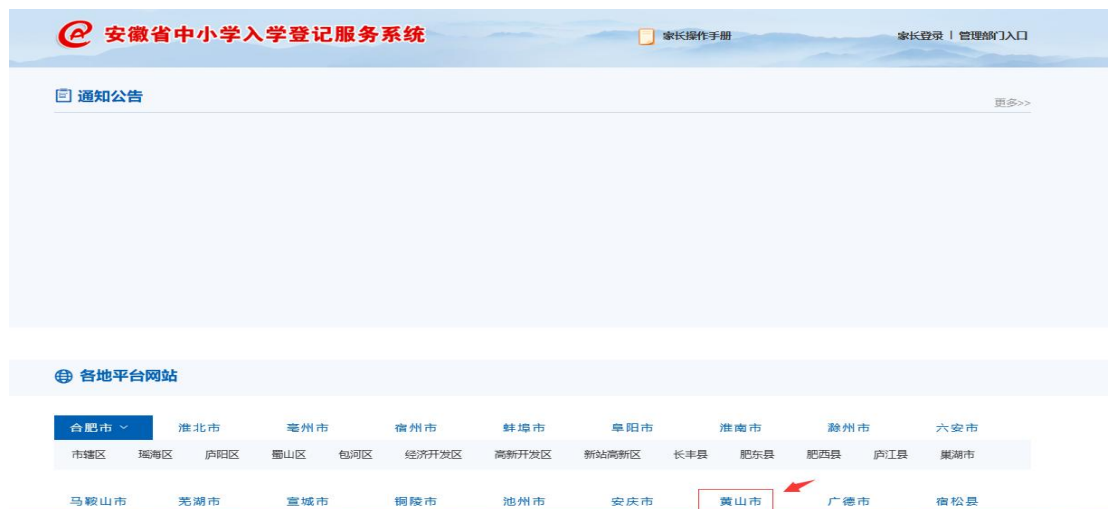 安徽省中小学入学登记服务系统 家长操作手册 家长登录 | 管理部门入口
通知公告 更多>>
各地平台网站
合肥市 淮北市 亳州市 宿州市 蚌埠市 阜阳市 淮南市 滁州市 六安市
市辖区 瑶海区 庐阳区 蜀山区 包河区 经济开发区 高新开发区 新站高新区 长丰县 肥东县 肥西县 庐江县 巢湖市
马鞍山市 芜湖市 宣城市 铜陵市 池州市 安庆市 黄山市 广德市 宿松县